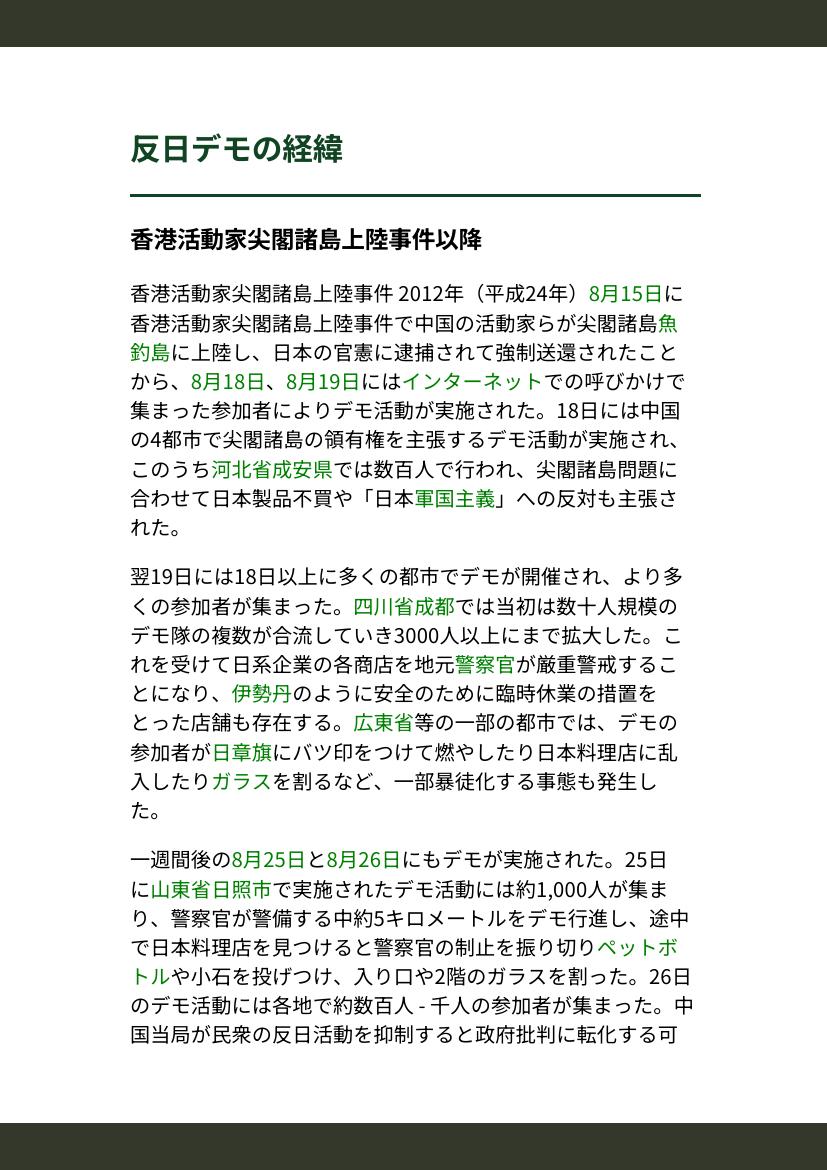 反日デモの経緯
香港活動家尖閣諸島上陸事件以降
香港活動家尖閣諸島上陸事件 2012年（平成24年）8月15日に
香港活動家尖閣諸島上陸事件で中国の活動家らが尖閣諸島魚
釣島に上陸し、日本の官憲に逮捕されて強制送還されたこと
から、8月18日、8月19日にはインターネットでの呼びかけで
集まった参加者によりデモ活動が実施された。18日には中国
の4都市で尖閣諸島の領有権を主張するデモ活動が実施され、
このうち河北省成安県では数百人で行われ、尖閣諸島問題に
合わせて日本製品不買や「日本軍国主義」への反対も主張さ
れた。
翌19日には18日以上に多くの都市でデモが開催され、より多
くの参加者が集まった。四川省成都では当初は数十人規模の
デモ隊の複数が合流していき3000人以上にまで拡大した。こ
れを受けて日系企業の各商店を地元警察官が厳重警戒するこ
とになり、伊勢丹のように安全のために臨時休業の措置を
とった店舗も存在する。広東省等の一部の都市では、デモの
参加者が日章旗にバツ印をつけて燃やしたり日本料理店に乱
入したりガラスを割るなど、一部暴徒化する事態も発生し
た。
一週間後の8月25日と8月26日にもデモが実施された。25日
に山東省日照市で実施されたデモ活動には約1,000人が集ま
り、警察官が警備する中約5キロメートルをデモ行進し、途中
で日本料理店を見つけると警察官の制止を振り切りペットボ
トルや小石を投げつけ、入り口や2階のガラスを割った。26日
のデモ活動には各地で約数百人 - 千人の参加者が集まった。中
国当局が民衆の反日活動を抑制すると政府批判に転化する可